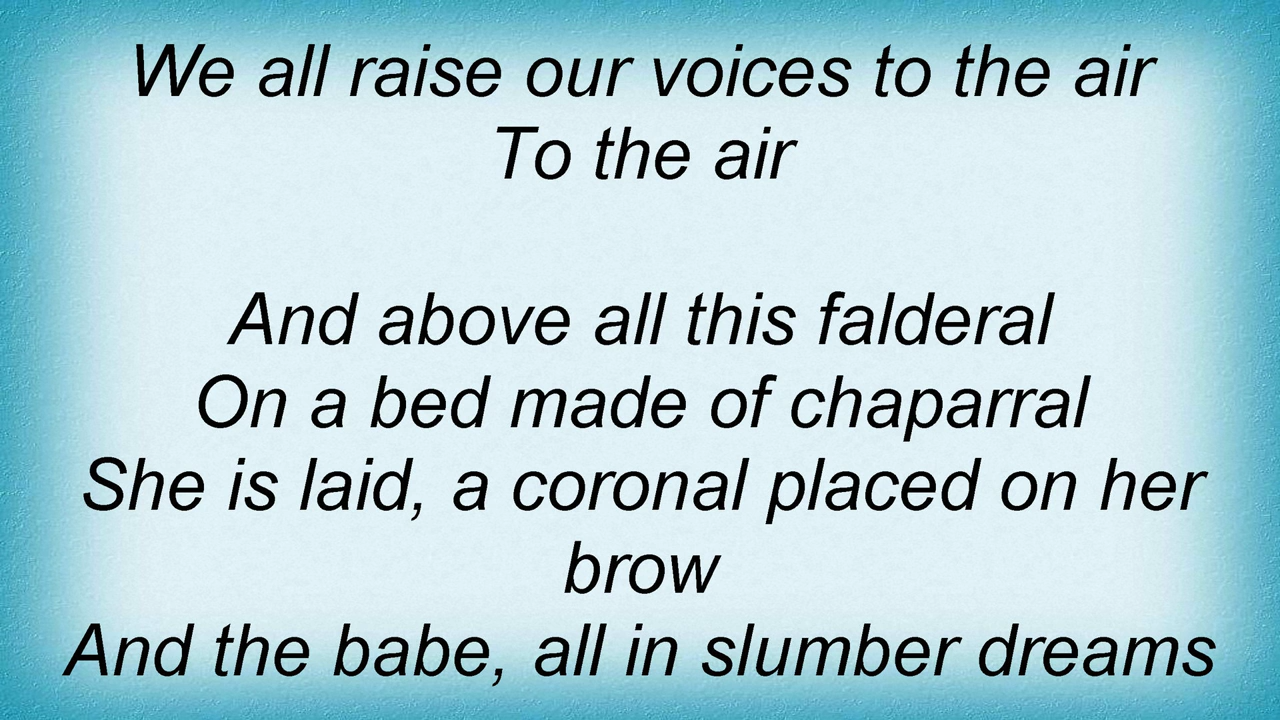 We all raise our voices to the air
To the air
And above all this falderal
On a bed made of chaparral
She is laid, a coronal placed on her
brow
And the babe, all in slumber dreams